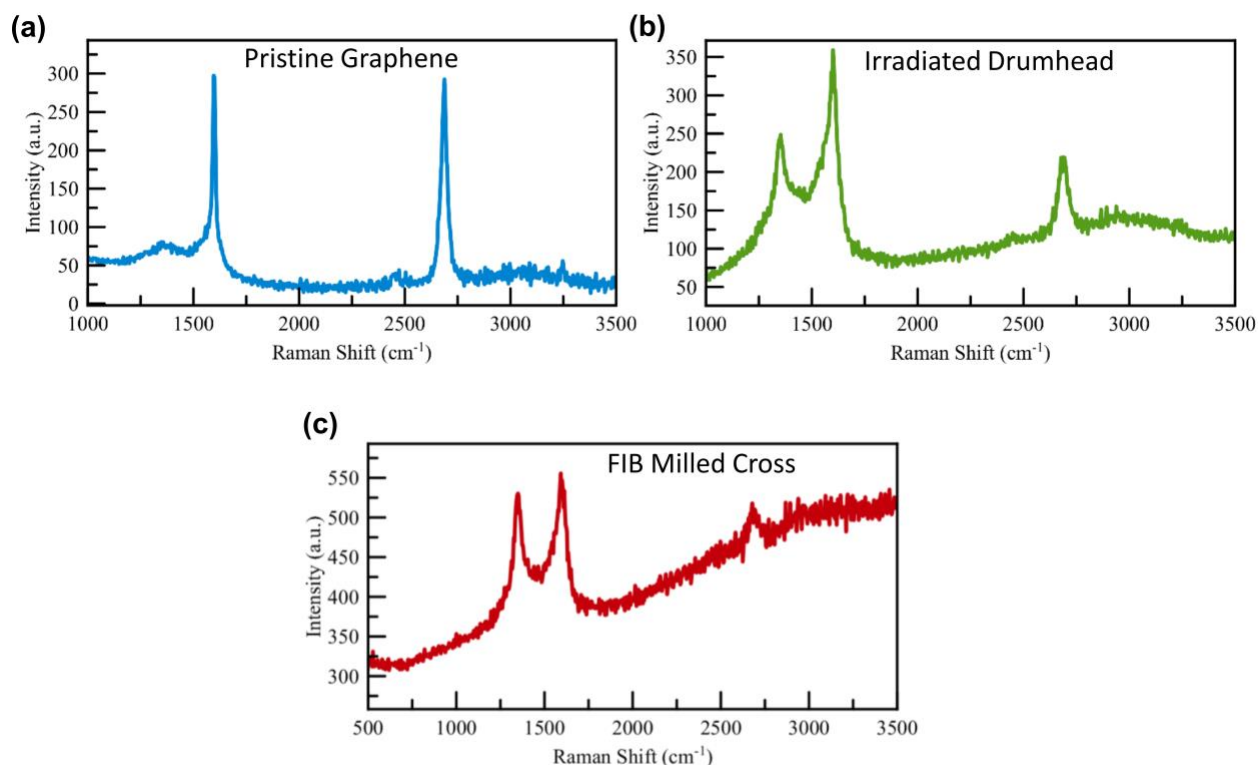 (a)
Pristine Graphene
300
250
200
150
100
50
0
Intensity (a.u.)
1000 1500 2000 2500 3000 3500
Raman Shift (cm⁻¹)
(b)
Irradiated Drumhead
350
300
250
200
150
100
50
Intensity (a.u.)
1000 1500 2000 2500 3000 3500
Raman Shift (cm⁻¹)
(c)
FIB Milled Cross
550
500
450
400
350
300
Intensity (a.u.)
500 1000 1500 2000 2500 3000 3500
Raman Shift (cm⁻¹)